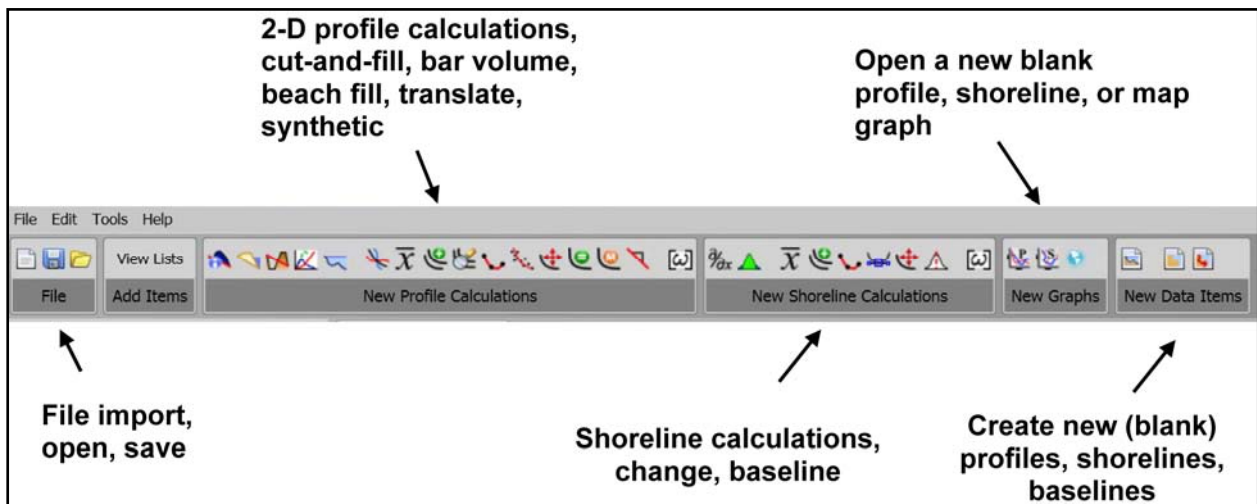 2-D profile calculations,
cut-and-fill, bar volume,
beach fill, translate,
synthetic
Open a new blank
profile, shoreline, or map
graph
File Edit Tools Help
View Lists
File
Add Items
New Profile Calculations
New Shoreline Calculations
New Graphs
New Data Items
File import,
open, save
Shoreline calculations,
change, baseline
Create new (blank)
profiles, shorelines,
baselines